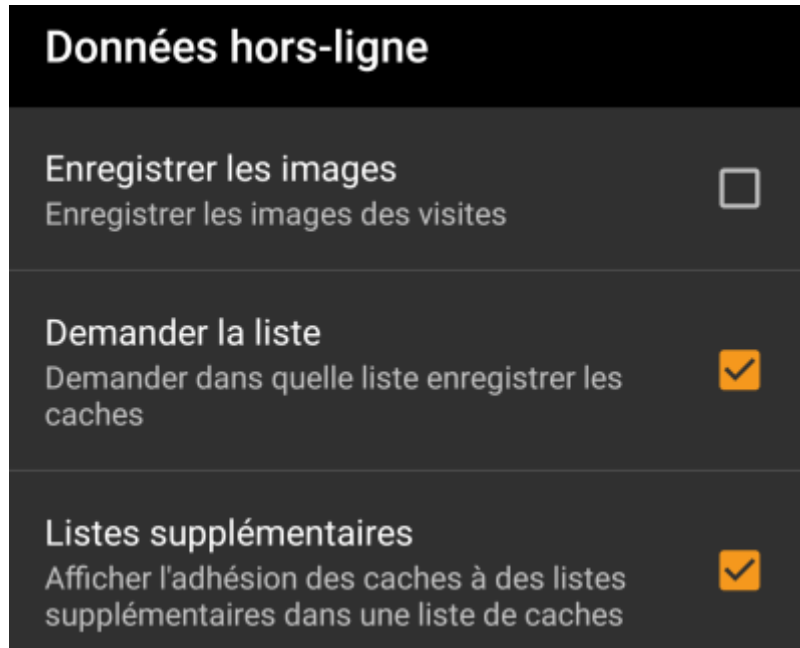 Données hors-ligne
Enregistrer les images
Enregistrer les images des visites
Demander la liste
Demander dans quelle liste enregistrer les
caches
Listes supplémentaires
Afficher l'adhésion des caches à des listes
supplémentaires dans une liste de caches